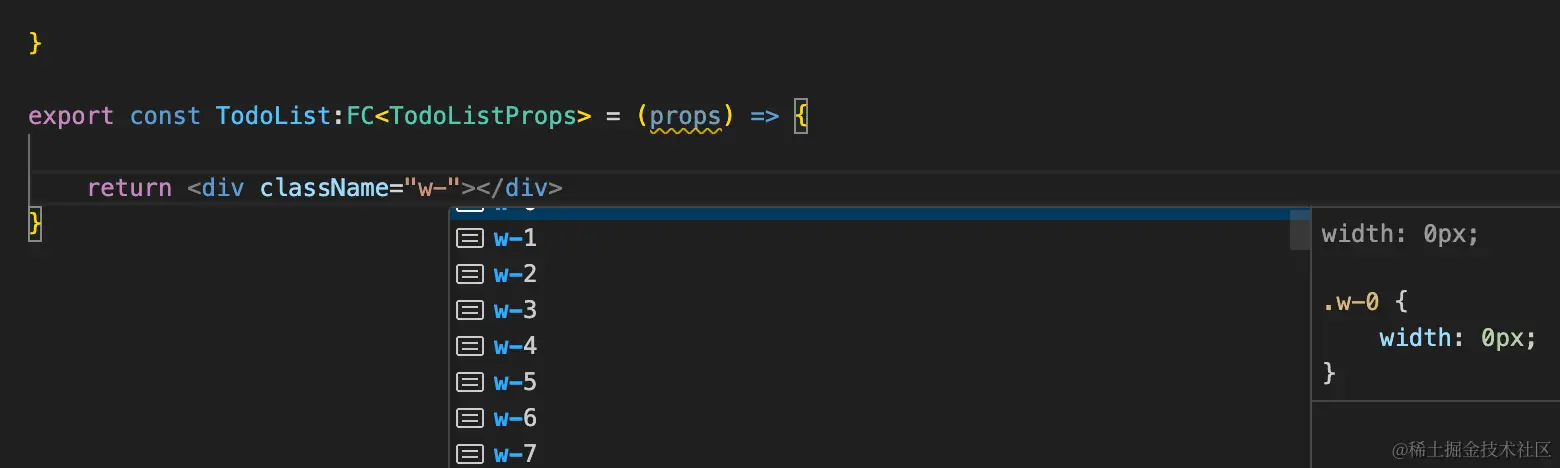 }
export const TodoList:FC<TodoListProps> = (props) => {
return <div className="w-"></div>
}
w-1
w-2
w-3
w-4
w-5
w-6
w-7
width: 0px;
.w-0 {
width: 0px;
}
@稀土掘金技术社区